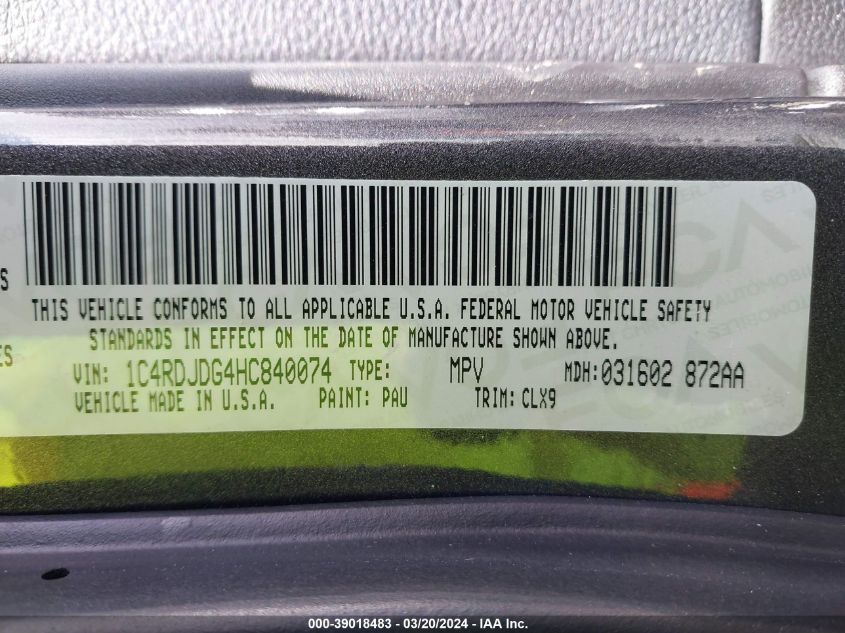 S
THIS VEHICLE CONFORMS TO ALL APPLICABLE U.S.A. FEDERAL MOTOR VEHICLE SAFETY
STANDARDS IN EFFECT ON THE DATE OF MANUFACTURE SHOWN ABOVE.
ES
VIN: 1C4RDJDG4HC840074 TYPE: MPV MDH:031602 872AA
VEHICLE MADE IN U.S.A. PAINT: PAU TRIM: CLX9
000-39018483 - 03/20/2024 - IAA, Inc.